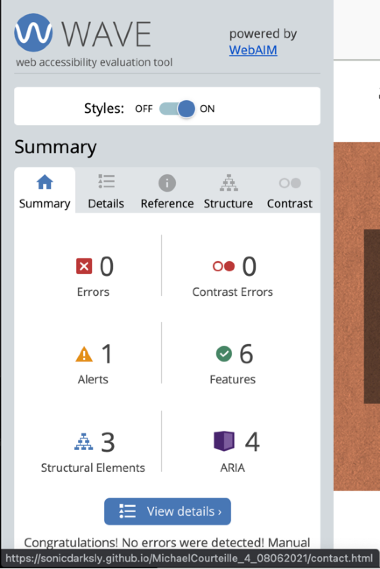 WAVE
powered by
WebAIM
web accessibility evaluation tool
Styles: OFF ON
Summary
Summary Details Reference Structure Contrast
0 0
Errors Contrast Errors
1 6
Alerts Features
3 4
Structural Elements ARIA
View details ›
Congratulations! No errors were detected! Manual
https://sonicdarksly.github.io/MichaelCourteille_4_08062021/contact.html